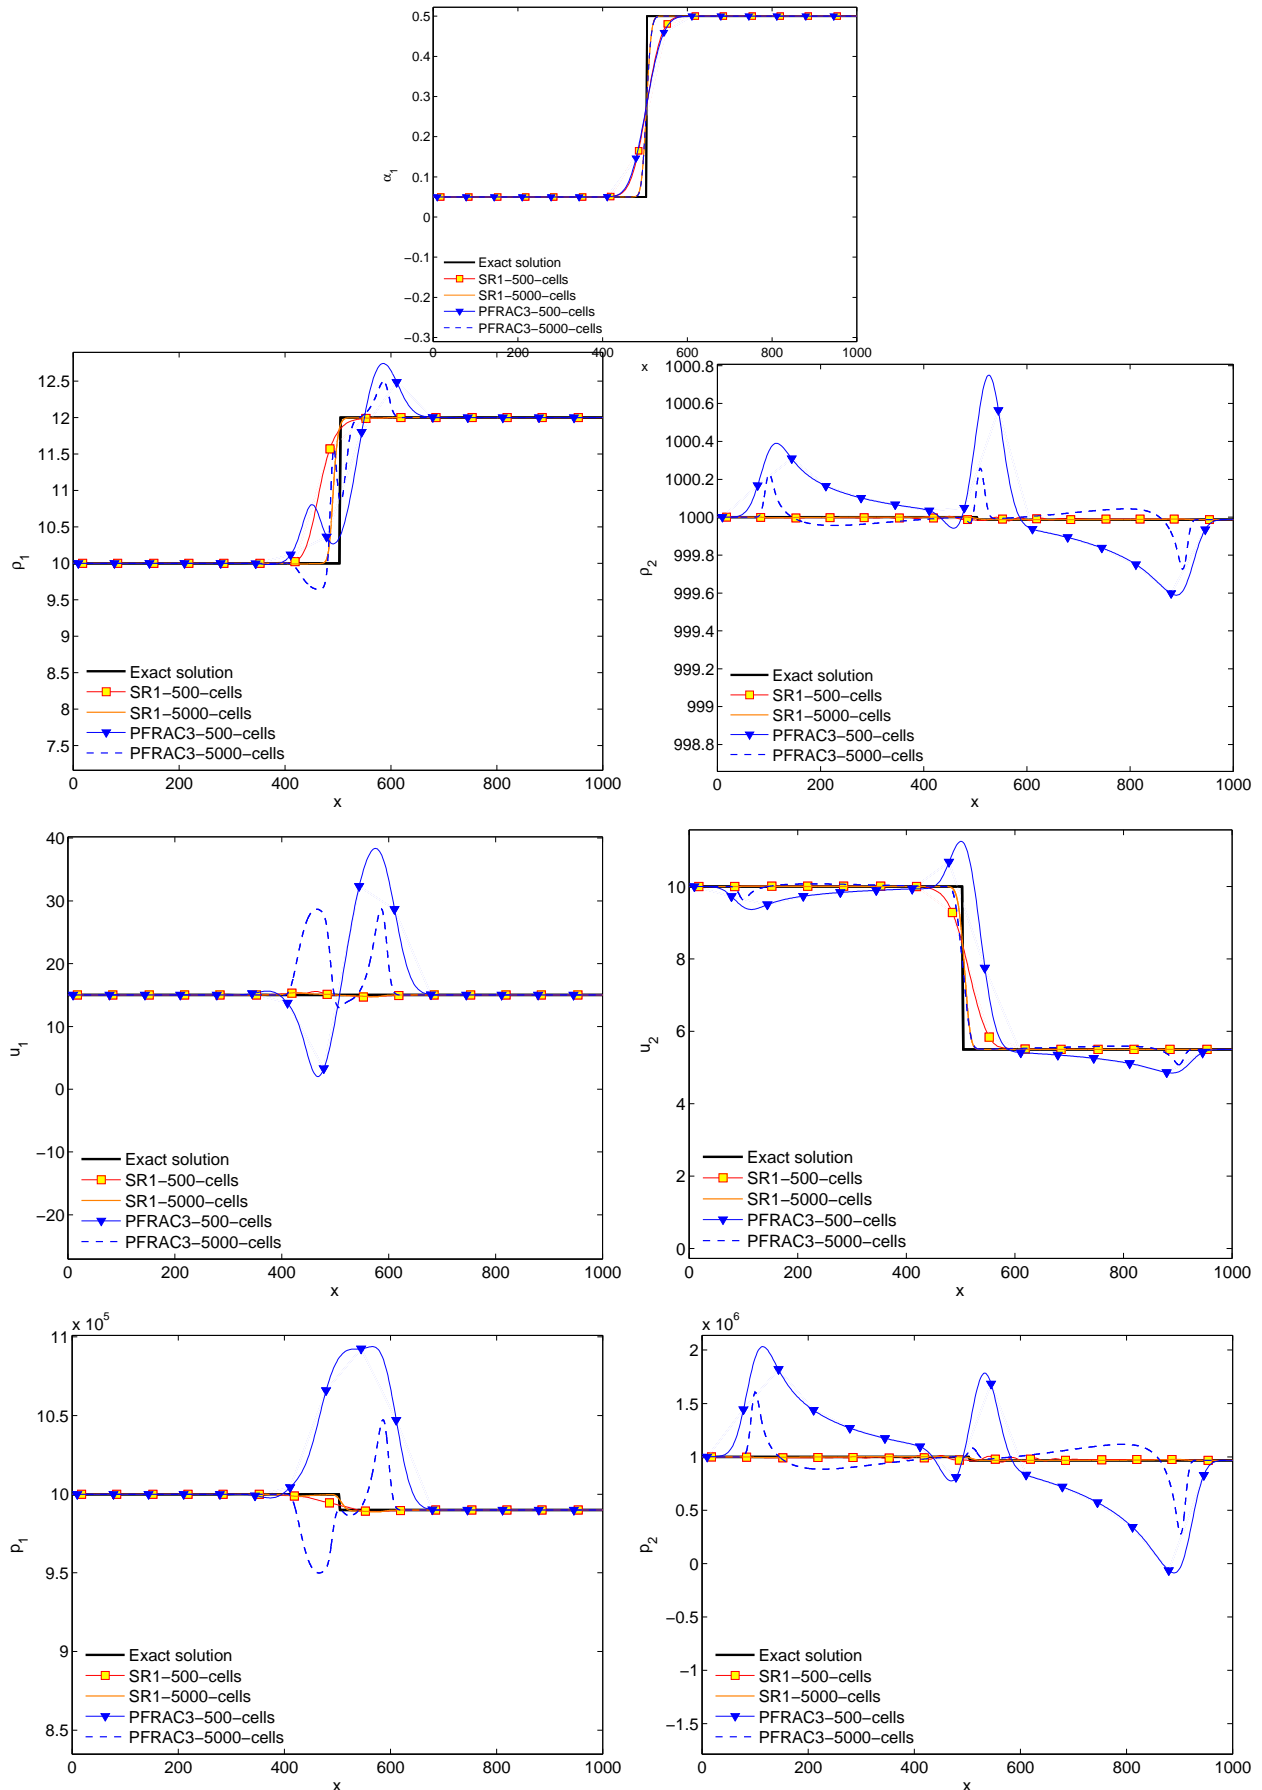 0.5
0.4
0.3
0.2
0.1
0
−0.1
−0.2
−0.3
α1
0 200 400 600 800 1000
x
Exact solution
SR1−500−cells
SR1−5000−cells
PFRAC3−500−cells
PFRAC3−5000−cells
12.5
12
11.5
11
10.5
10
9.5
9
8.5
8
7.5
ρ1
0 200 400 600 800 1000
x
Exact solution
SR1−500−cells
SR1−5000−cells
PFRAC3−500−cells
PFRAC3−5000−cells
1000.8
1000.6
1000.4
1000.2
1000
999.8
999.6
999.4
999.2
999
998.8
ρ2
0 200 400 600 800 1000
x
Exact solution
SR1−500−cells
SR1−5000−cells
PFRAC3−500−cells
PFRAC3−5000−cells
40
30
20
10
0
−10
−20
u1
0 200 400 600 800 1000
x
Exact solution
SR1−500−cells
SR1−5000−cells
PFRAC3−500−cells
PFRAC3−5000−cells
10
8
6
4
2
0
u2
0 200 400 600 800 1000
x
Exact solution
SR1−500−cells
SR1−5000−cells
PFRAC3−500−cells
PFRAC3−5000−cells
x 10^5
11
10.5
10
9.5
9
8.5
p1
0 200 400 600 800 1000
x
Exact solution
SR1−500−cells
SR1−5000−cells
PFRAC3−500−cells
PFRAC3−5000−cells
x 10^6
2
1.5
1
0.5
0
−0.5
−1
−1.5
p2
0 200 400 600 800 1000
x
Exact solution
SR1−500−cells
SR1−5000−cells
PFRAC3−500−cells
PFRAC3−5000−cells